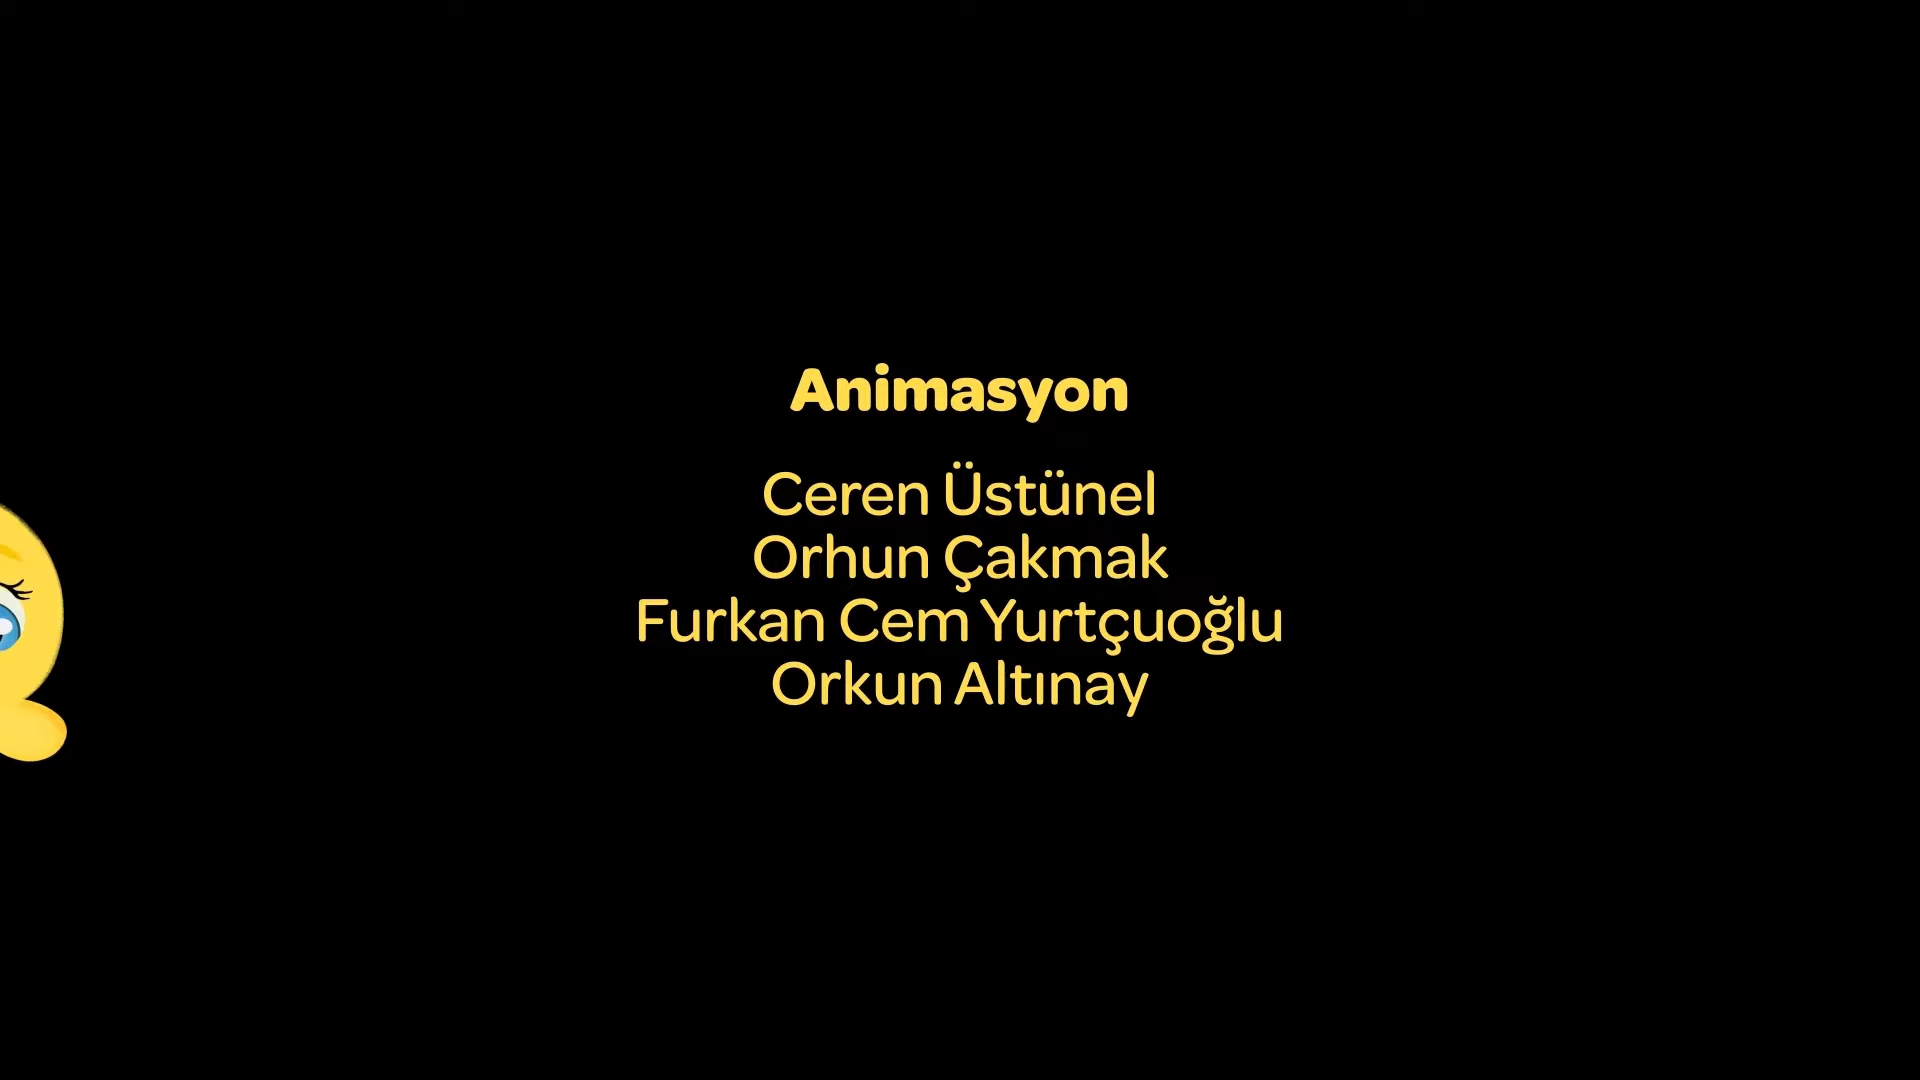 Animasyon
Ceren Üstünel
Orhun Çakmak
Furkan Cem Yurtçuoğlu
Orkun Altınay